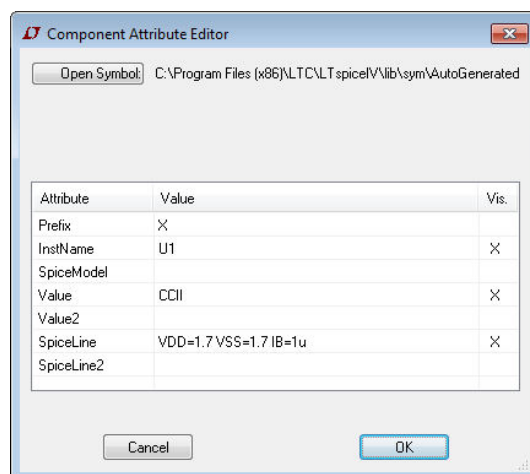 Component Attribute Editor
Open Symbol: C:\Program Files (x86)\LTC\LTspiceIV\lib\sym\AutoGenerated
Attribute Value Vis.
Prefix X
InstName U1 X
SpiceModel
Value CCII X
Value2
SpiceLine VDD=1.7 VSS=1.7 IB=1u X
SpiceLine2
Cancel OK